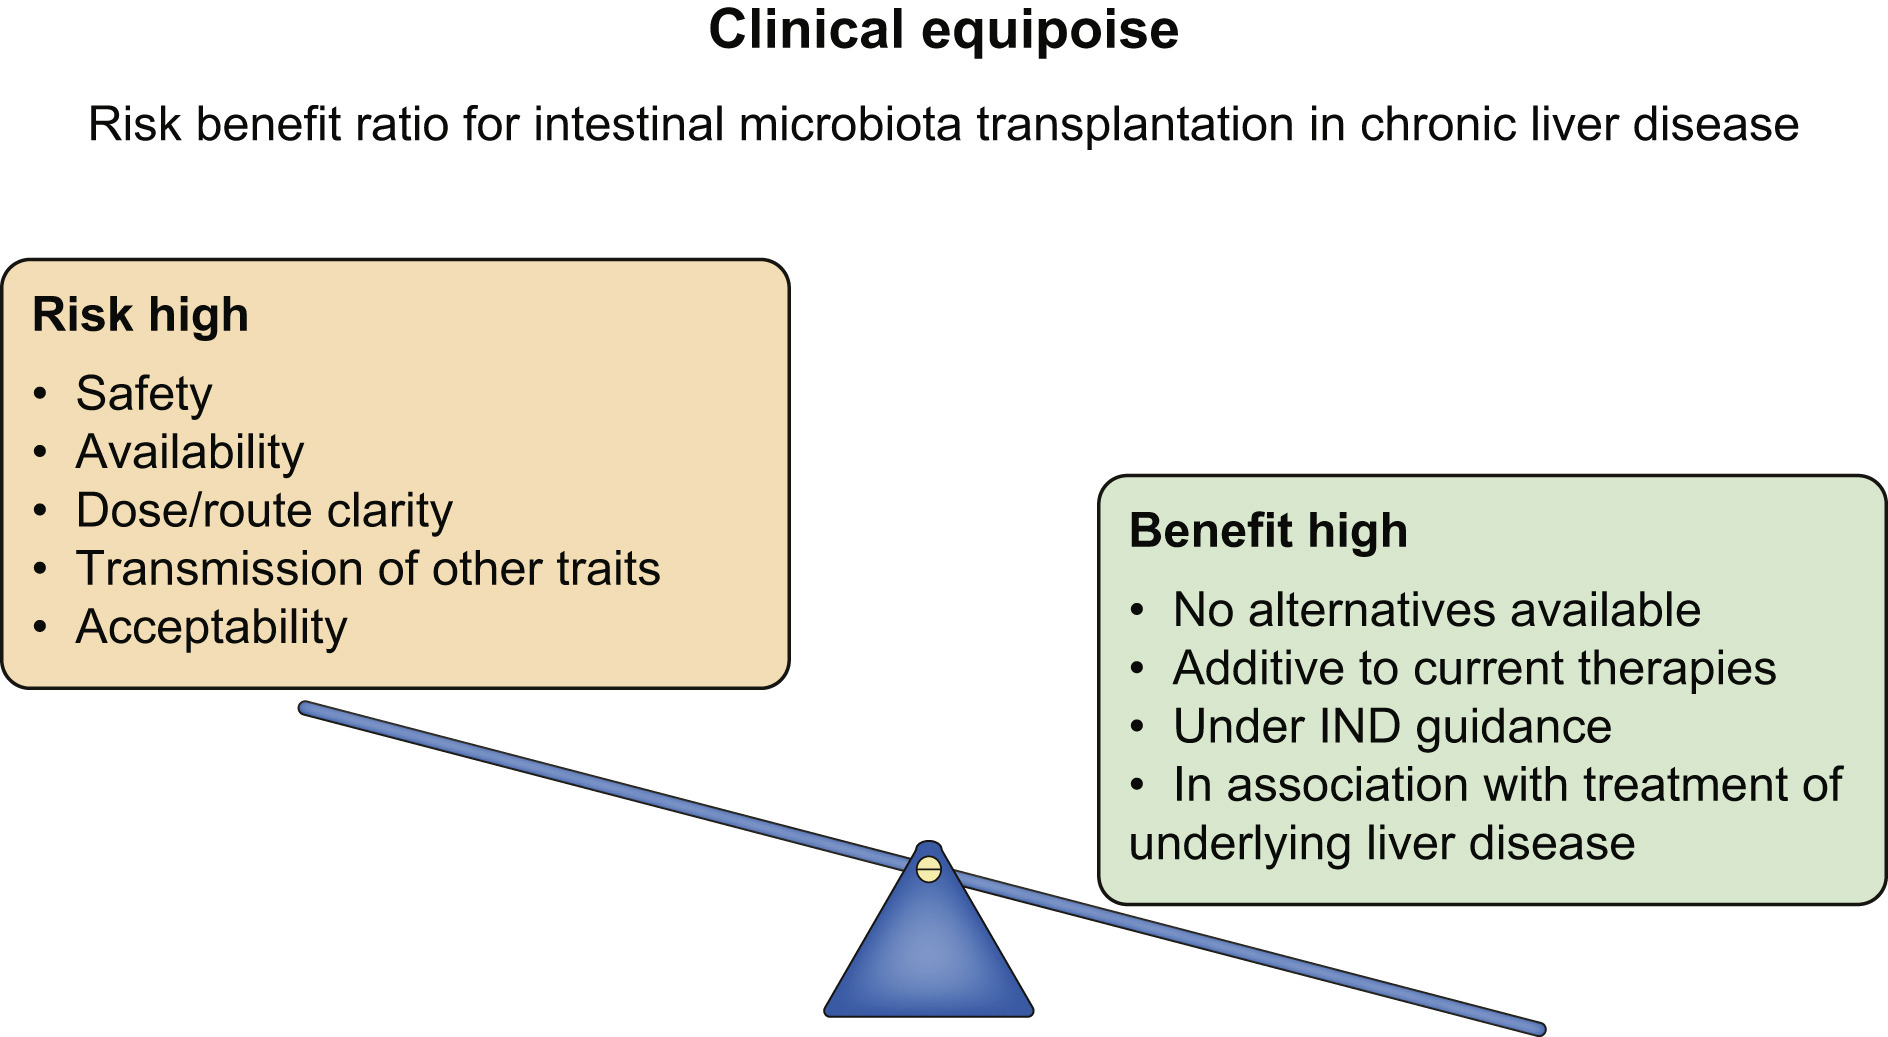 Clinical equipoise
Risk benefit ratio for intestinal microbiota transplantation in chronic liver disease
Risk high
• Safety
• Availability
• Dose/route clarity
• Transmission of other traits
• Acceptability
Benefit high
• No alternatives available
• Additive to current therapies
• Under IND guidance
• In association with treatment of
underlying liver disease